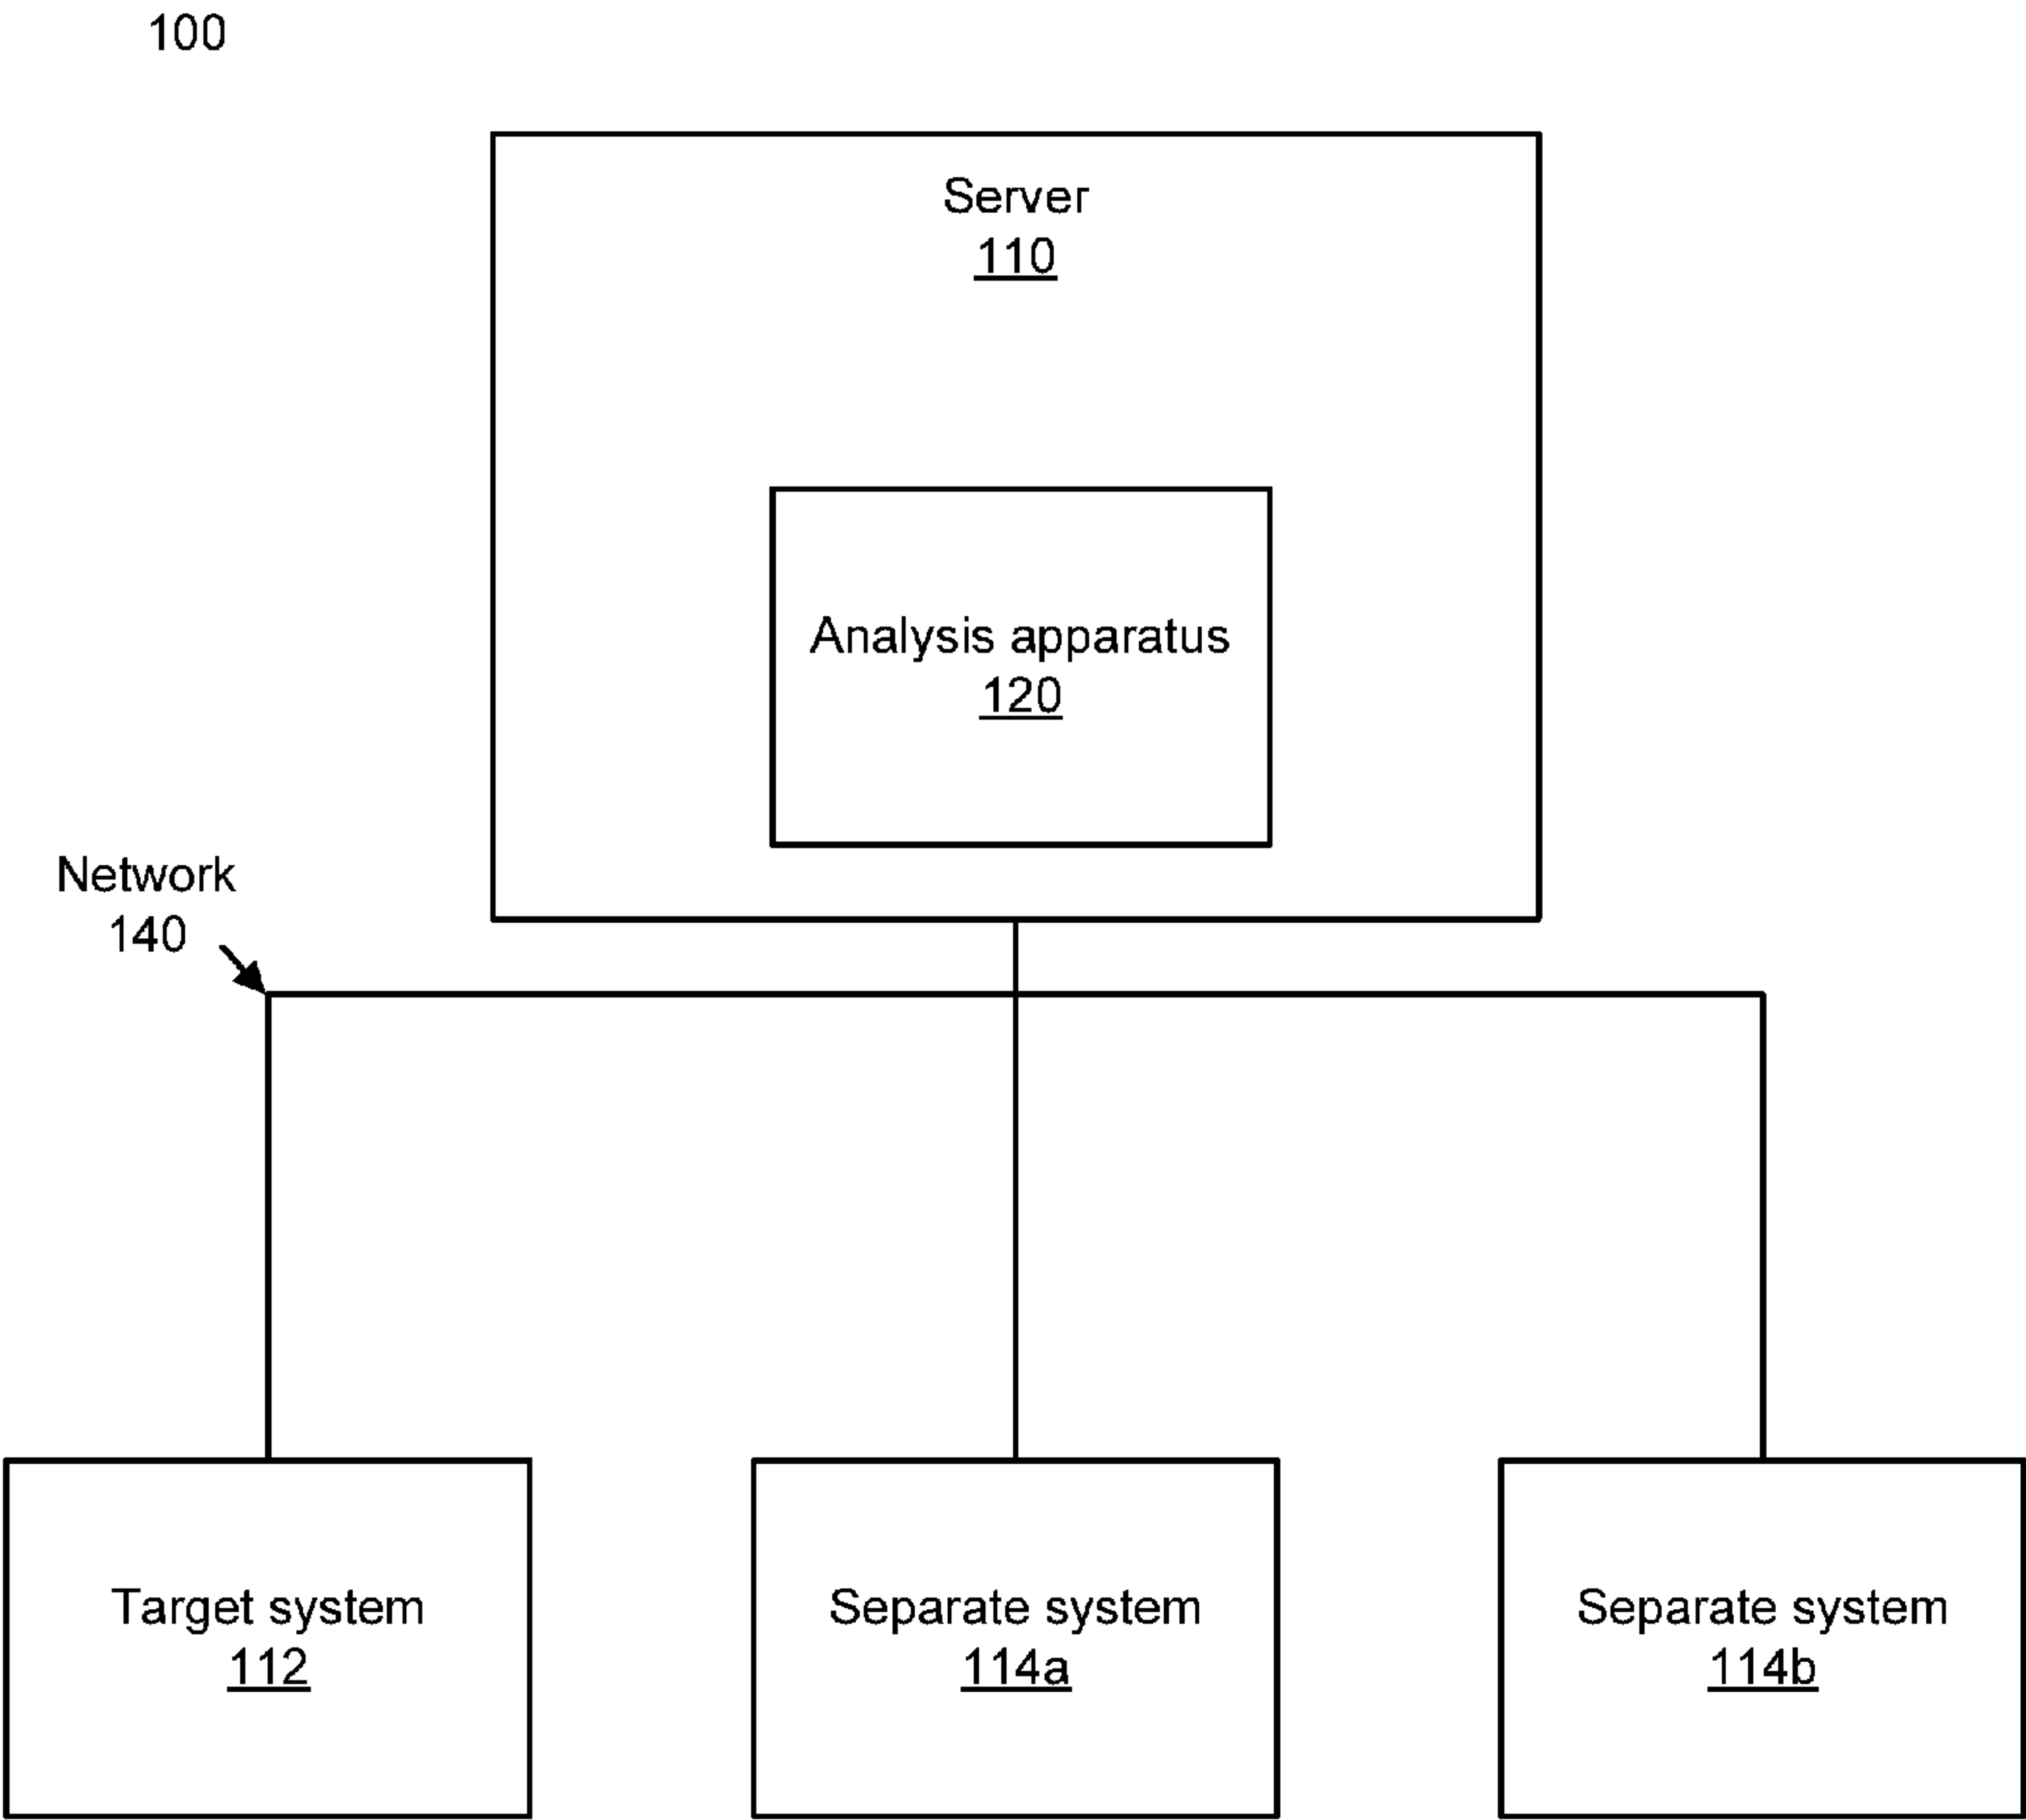 100
Server
110
Analysis apparatus
120
Network
140
Target system
112
Separate system
114a
Separate system
114b